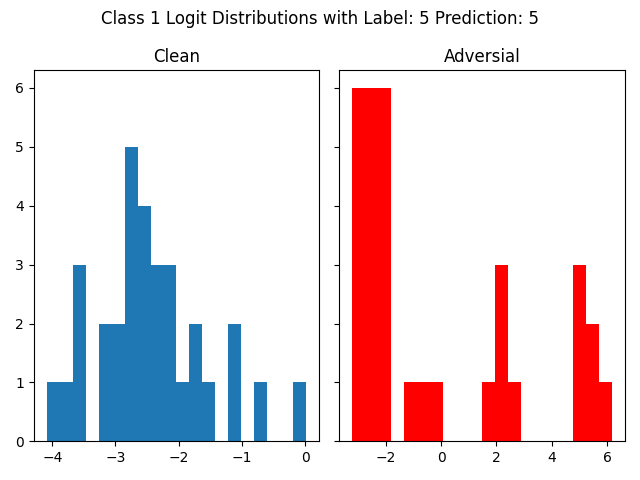 Class 1 Logit Distributions with Label: 5 Prediction: 5
Clean
Adversial
6
5
4
3
2
1
0
−4 −3 −2 −1 0
−2 0 2 4 6